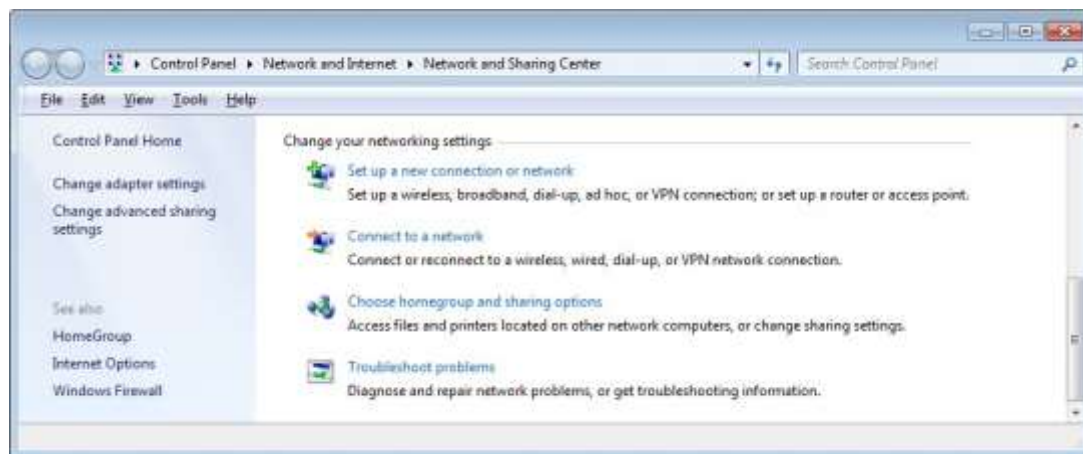 Control Panel Network and Internet Network and Sharing Center Search Control Panel
File Edit View Tools Help
Control Panel Home
Change adapter settings
Change advanced sharing
settings
See also
HomeGroup
Internet Options
Windows Firewall
Change your networking settings
Set up a new connection or network
Set up a wireless, broadband, dial-up, ad hoc, or VPN connection; or set up a router or access point.
Connect to a network
Connect or reconnect to a wireless, wired, dial-up, or VPN network connection.
Choose homegroup and sharing options
Access files and printers located on other network computers, or change sharing settings.
Troubleshoot problems
Diagnose and repair network problems, or get troubleshooting information.